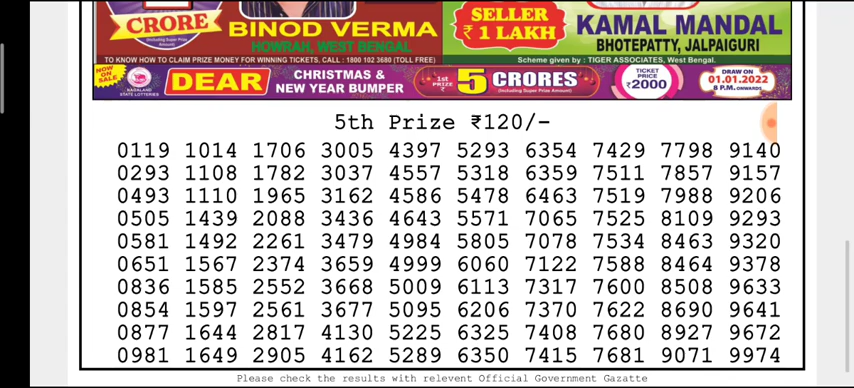 CRORE
(Including Super Prize Amount)
BINOD VERMA
HOWRAH, WEST BENGAL
SELLER
₹ 1 LAKH
KAMAL MANDAL
BHOTEPATTY, JALPAIGURI
TO KNOW HOW TO CLAIM PRIZE MONEY FOR WINNING TICKETS, CALL : 1800 102 3680 (TOLL FREE)
Scheme given by : TIGER ASSOCIATES, West Bengal.
NOW ON SALE
NAGALAND STATE LOTTERIES
DEAR
CHRISTMAS &
NEW YEAR BUMPER
1st PRIZE ₹
5 CRORES
(Including Super Prize Amount)
TICKET PRICE
₹2000
DRAW ON
01.01.2022
8 P.M. ONWARDS
5th Prize ₹120/-
0119 1014 1706 3005 4397 5293 6354 7429 7798 9140
0293 1108 1782 3037 4557 5318 6359 7511 7857 9157
0493 1110 1965 3162 4586 5478 6463 7519 7988 9206
0505 1439 2088 3436 4643 5571 7065 7525 8109 9293
0581 1492 2261 3479 4984 5805 7078 7534 8463 9320
0651 1567 2374 3659 4999 6060 7122 7588 8464 9378
0836 1585 2552 3668 5009 6113 7317 7600 8508 9633
0854 1597 2561 3677 5095 6206 7370 7622 8690 9641
0877 1644 2817 4130 5225 6325 7408 7680 8927 9672
0981 1649 2905 4162 5289 6350 7415 7681 9071 9974
Please check the results with relevent Official Government Gazatte